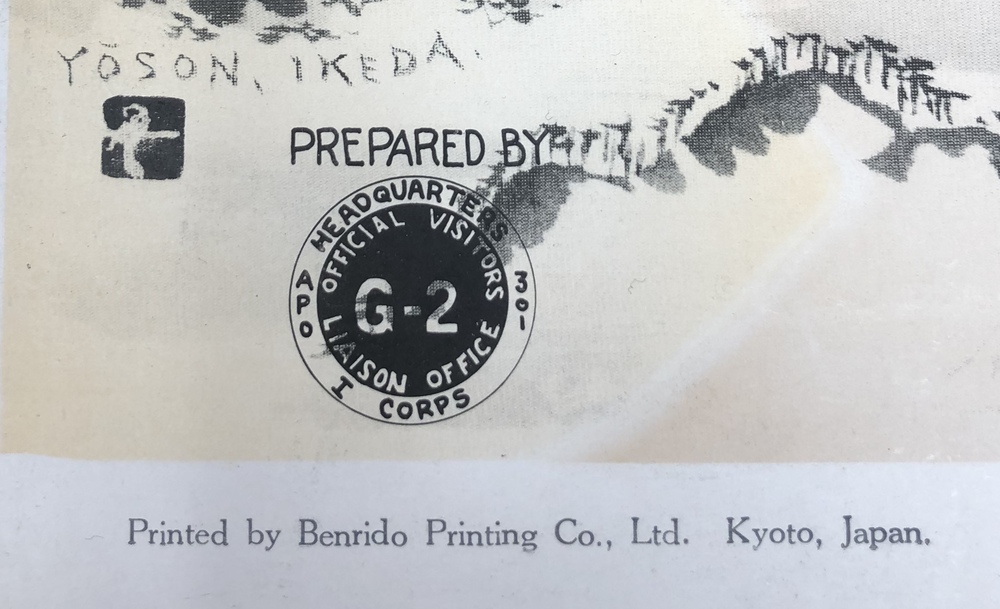 YŌSON, IKEDA.
PREPARED BY
HEADQUARTERS
OFFICIAL VISITORS
APO
G-2
301
LIAISON OFFICE
I CORPS
Printed by Benrido Printing Co., Ltd. Kyoto, Japan.